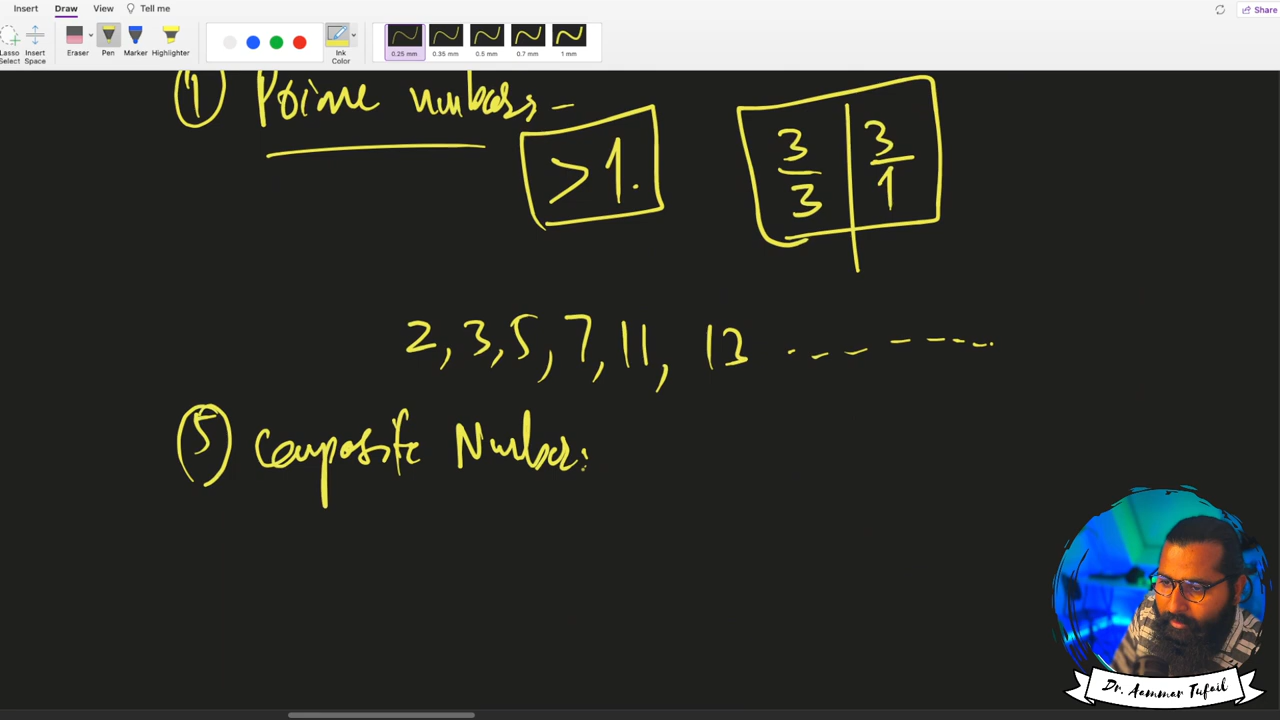 Insert Draw View Tell me
Share
Lasso Select
Insert Space
Eraser
Pen
Marker
Highlighter
Ink Color
0.25 mm
0.35 mm
0.5 mm
0.7 mm
1 mm
① Prime numbers -
>1.
3/3 | 3/1
2, 3, 5, 7, 11, 13 ...------..
⑤ Composite Number:
Dr. Aammar Tufail